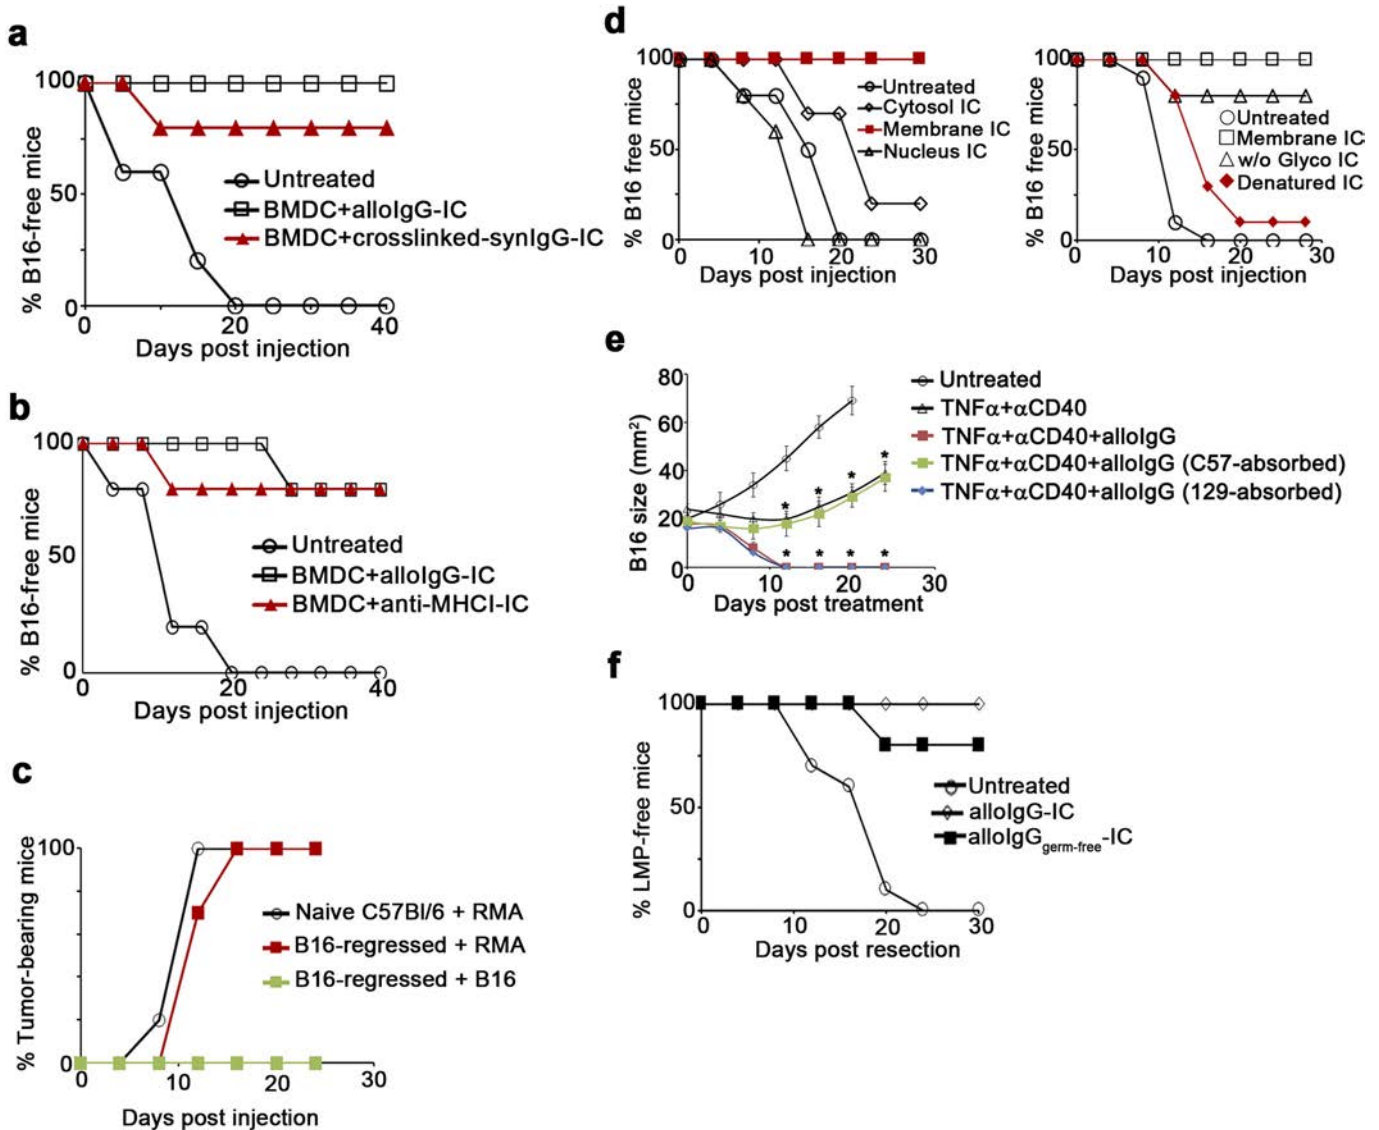 a
% B16-free mice
100
50
0
0 20 40
Days post injection
Untreated
BMDC+alloIgG-IC
BMDC+crosslinked-synIgG-IC
b
% B16-free mice
100
50
0
0 20 40
Days post injection
Untreated
BMDC+alloIgG-IC
BMDC+anti-MHCI-IC
c
% Tumor-bearing mice
100
0
0 10 20 30
Days post injection
Naive C57Bl/6 + RMA
B16-regressed + RMA
B16-regressed + B16
d
% B16 free mice
100
50
0
0 10 20 30
Days post injection
Untreated
Cytosol IC
Membrane IC
Nucleus IC
% B16 free mice
100
50
0
0 10 20 30
Days post injection
Untreated
Membrane IC
w/o Glyco IC
Denatured IC
e
B16 size (mm²)
80
60
40
20
0
0 10 20 30
Days post treatment
* * * *
* * * *
Untreated
TNFα+αCD40
TNFα+αCD40+alloIgG
TNFα+αCD40+alloIgG (C57-absorbed)
TNFα+αCD40+alloIgG (129-absorbed)
f
% LMP-free mice
100
50
0
0 10 20 30
Days post resection
Untreated
alloIgG-IC
alloIgG germ-free-IC